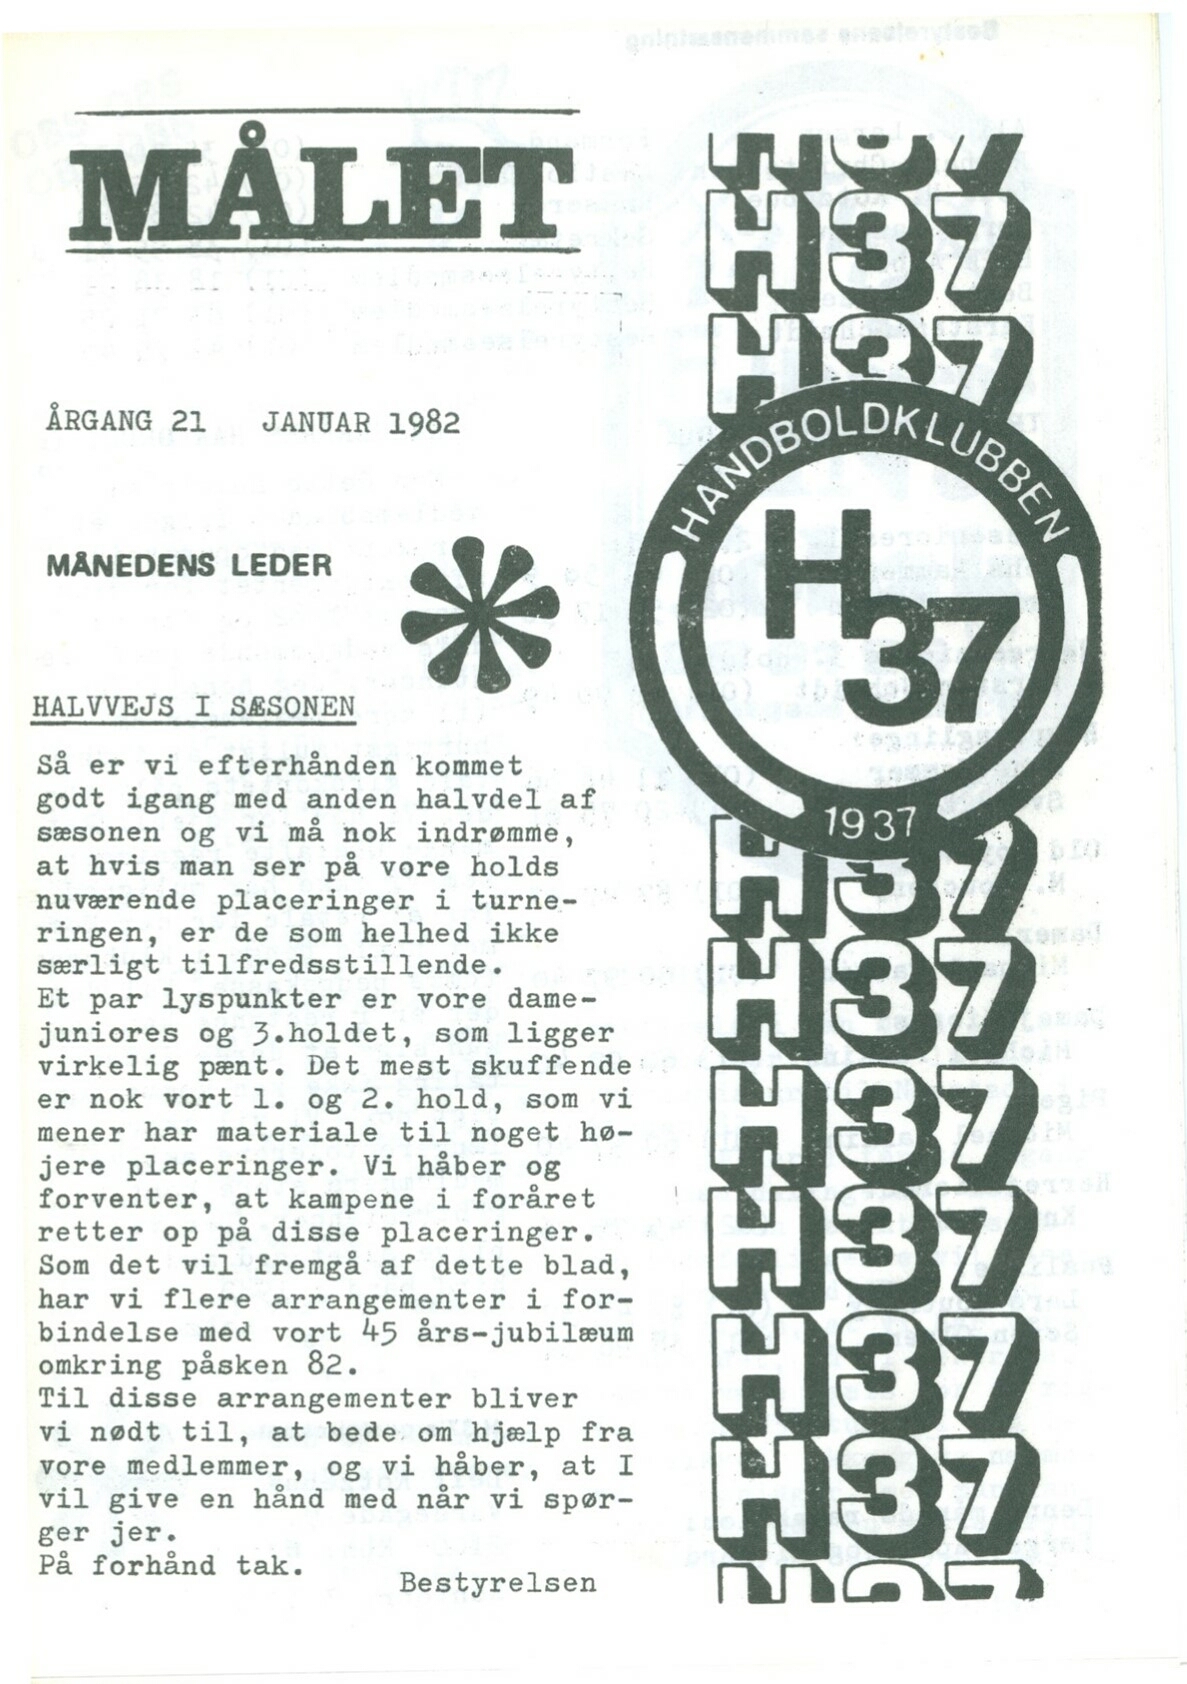 MÅLET
ÅRGANG 21 JANUAR 1982
MÅNEDENS LEDER
HALVVEJS I SÆSONEN
Så er vi efterhånden kommet
godt igang med anden halvdel af
sæsonen og vi må nok indrømme,
at hvis man ser på vore holds
nuværende placeringer i turne-
ringen, er de som helhed ikke
særligt tilfredsstillende.
Et par lyspunkter er vore dame-
juniores og 3.holdet, som ligger
virkelig pænt. Det mest skuffende
er nok vort 1. og 2. hold, som vi
mener har materiale til noget hø-
jere placeringer. Vi håber og
forventer, at kampene i foråret
retter op på disse placeringer.
Som det vil fremgå af dette blad,
har vi flere arrangementer i for-
bindelse med vort 45 års-jubilæum
omkring påsken 82.
Til disse arrangementer bliver
vi nødt til, at bede om hjælp fra
vore medlemmer, og vi håber, at I
vil give en hånd med når vi spør-
ger jer.
På forhånd tak.
Bestyrelsen
H37
H37
H37
HANDBOLDKLUBBEN
H
37
1937
H37
H37
H37
H37
H37
H37
H37